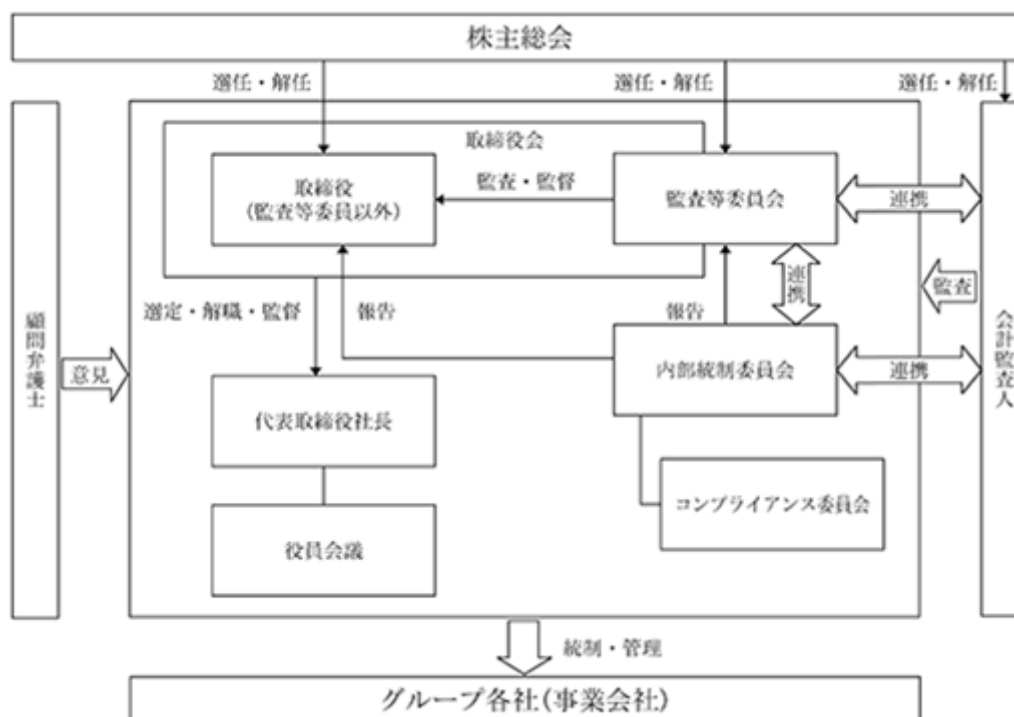 株主総会
選任・解任
選任・解任
選任・解任
取締役会
取締役
(監査等委員以外)
監査・監督
監査等委員会
連携
連携
監査
選定・解職・監督
報告
報告
顧問弁護士
意見
会計監査人
内部統制委員会
連携
代表取締役社長
コンプライアンス委員会
役員会議
統制・管理
グループ各社(事業会社)